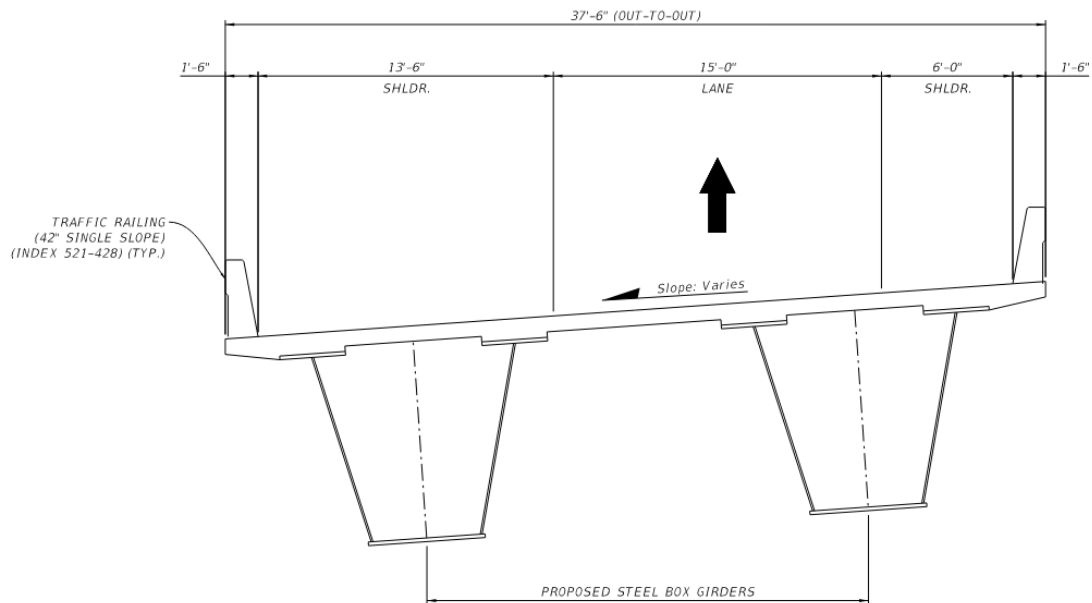 37'-6" (OUT-TO-OUT)
1'-6"
13'-6"
15'-0"
6'-0"
1'-6"
SHLDR.
LANE
SHLDR.
TRAFFIC RAILING
(42" SINGLE SLOPE)
(INDEX 521-428) (TYP.)
Slope: Varies
PROPOSED STEEL BOX GIRDERS